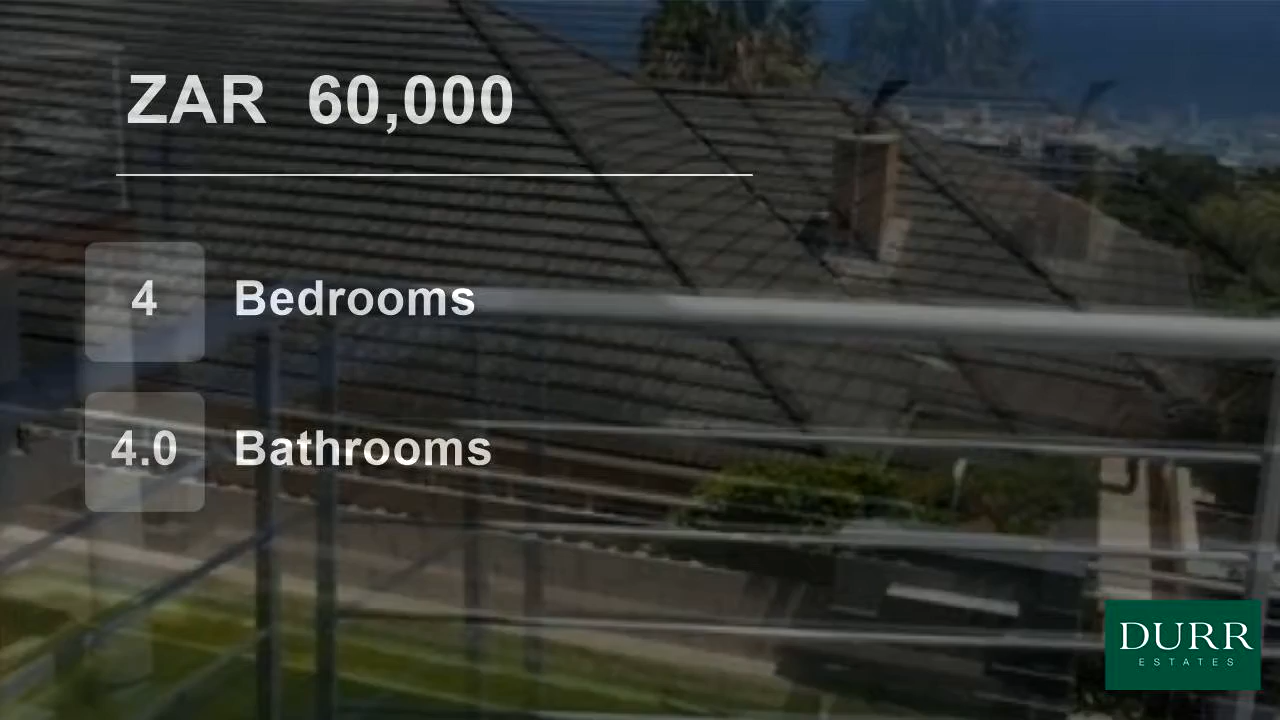 ZAR 60,000
4 Bedrooms
4.0 Bathrooms
DURR
ESTATES